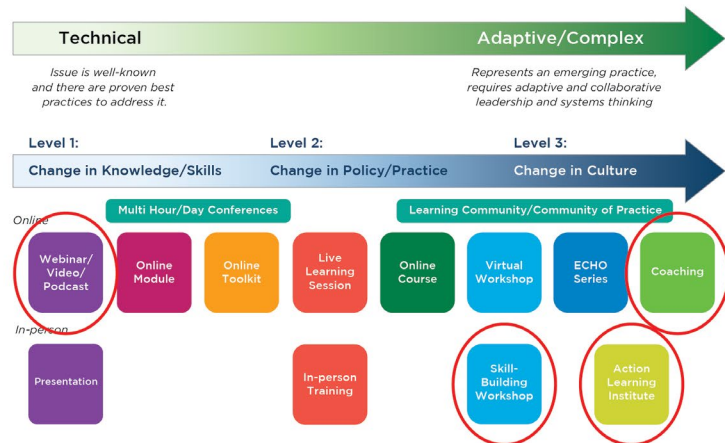 Technical
Adaptive/Complex
Issue is well-known
and there are proven best
practices to address it.
Represents an emerging practice,
requires adaptive and collaborative
leadership and systems thinking
Level 1:
Level 2:
Level 3:
Change in Knowledge/Skills
Change in Policy/Practice
Change in Culture
Multi Hour/Day Conferences
Learning Community/Community of Practice
Online
Webinar/
Video/
Podcast
Online
Module
Online
Toolkit
Live
Learning
Session
Online
Course
Virtual
Workshop
ECHO
Series
Coaching
In-person
Presentation
In-person
Training
Skill-
Building
Workshop
Action
Learning
Institute